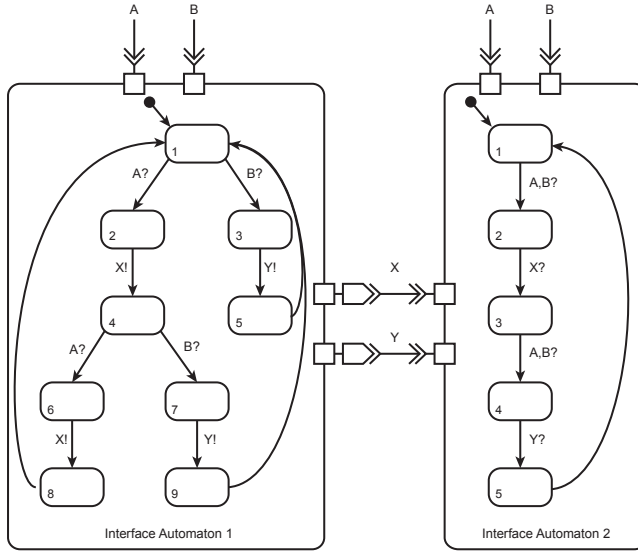 A B A B
1 1
A? B? A,B?
2 3 2
X! Y! X? X
4 5 3
Y
A? B? A,B?
6 7 4
X! Y! Y?
8 9 5
Interface Automaton 1 Interface Automaton 2